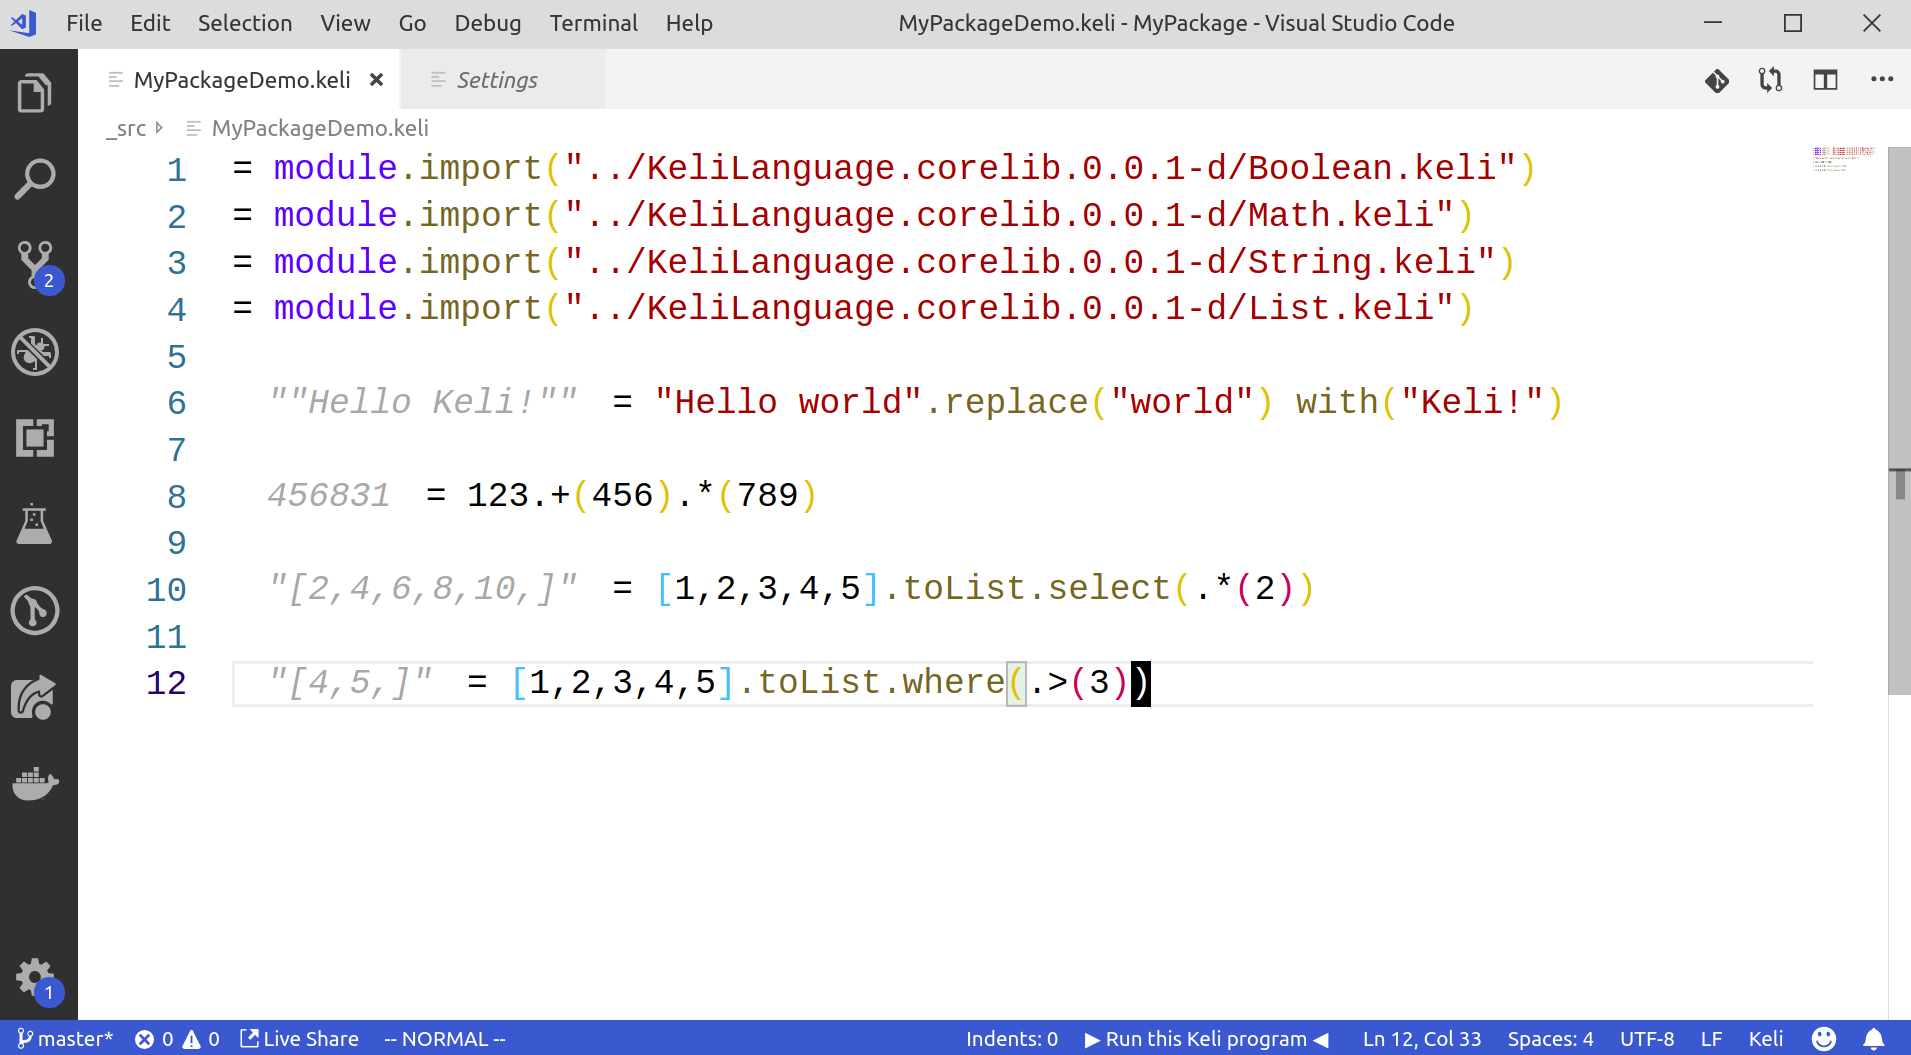 File Edit Selection View Go Debug Terminal Help MyPackageDemo.keli - MyPackage - Visual Studio Code
MyPackageDemo.keli × Settings
_src MyPackageDemo.keli
1 = module.import("../KeliLanguage.corelib.0.0.1-d/Boolean.keli")
2 = module.import("../KeliLanguage.corelib.0.0.1-d/Math.keli")
3 = module.import("../KeliLanguage.corelib.0.0.1-d/String.keli")
4 = module.import("../KeliLanguage.corelib.0.0.1-d/List.keli")
5
6 ""Hello Keli!"" = "Hello world".replace("world") with("Keli!")
7
8 456831 = 123.+(456).*(789)
9
10 "[2,4,6,8,10,]" = [1,2,3,4,5].toList.select(.*(2))
11
12 "[4,5,]" = [1,2,3,4,5].toList.where(.>(3))
2
1
master* 0 0 Live Share -- NORMAL -- Indents: 0 ▶ Run this Keli program ◀ Ln 12, Col 33 Spaces: 4 UTF-8 LF Keli